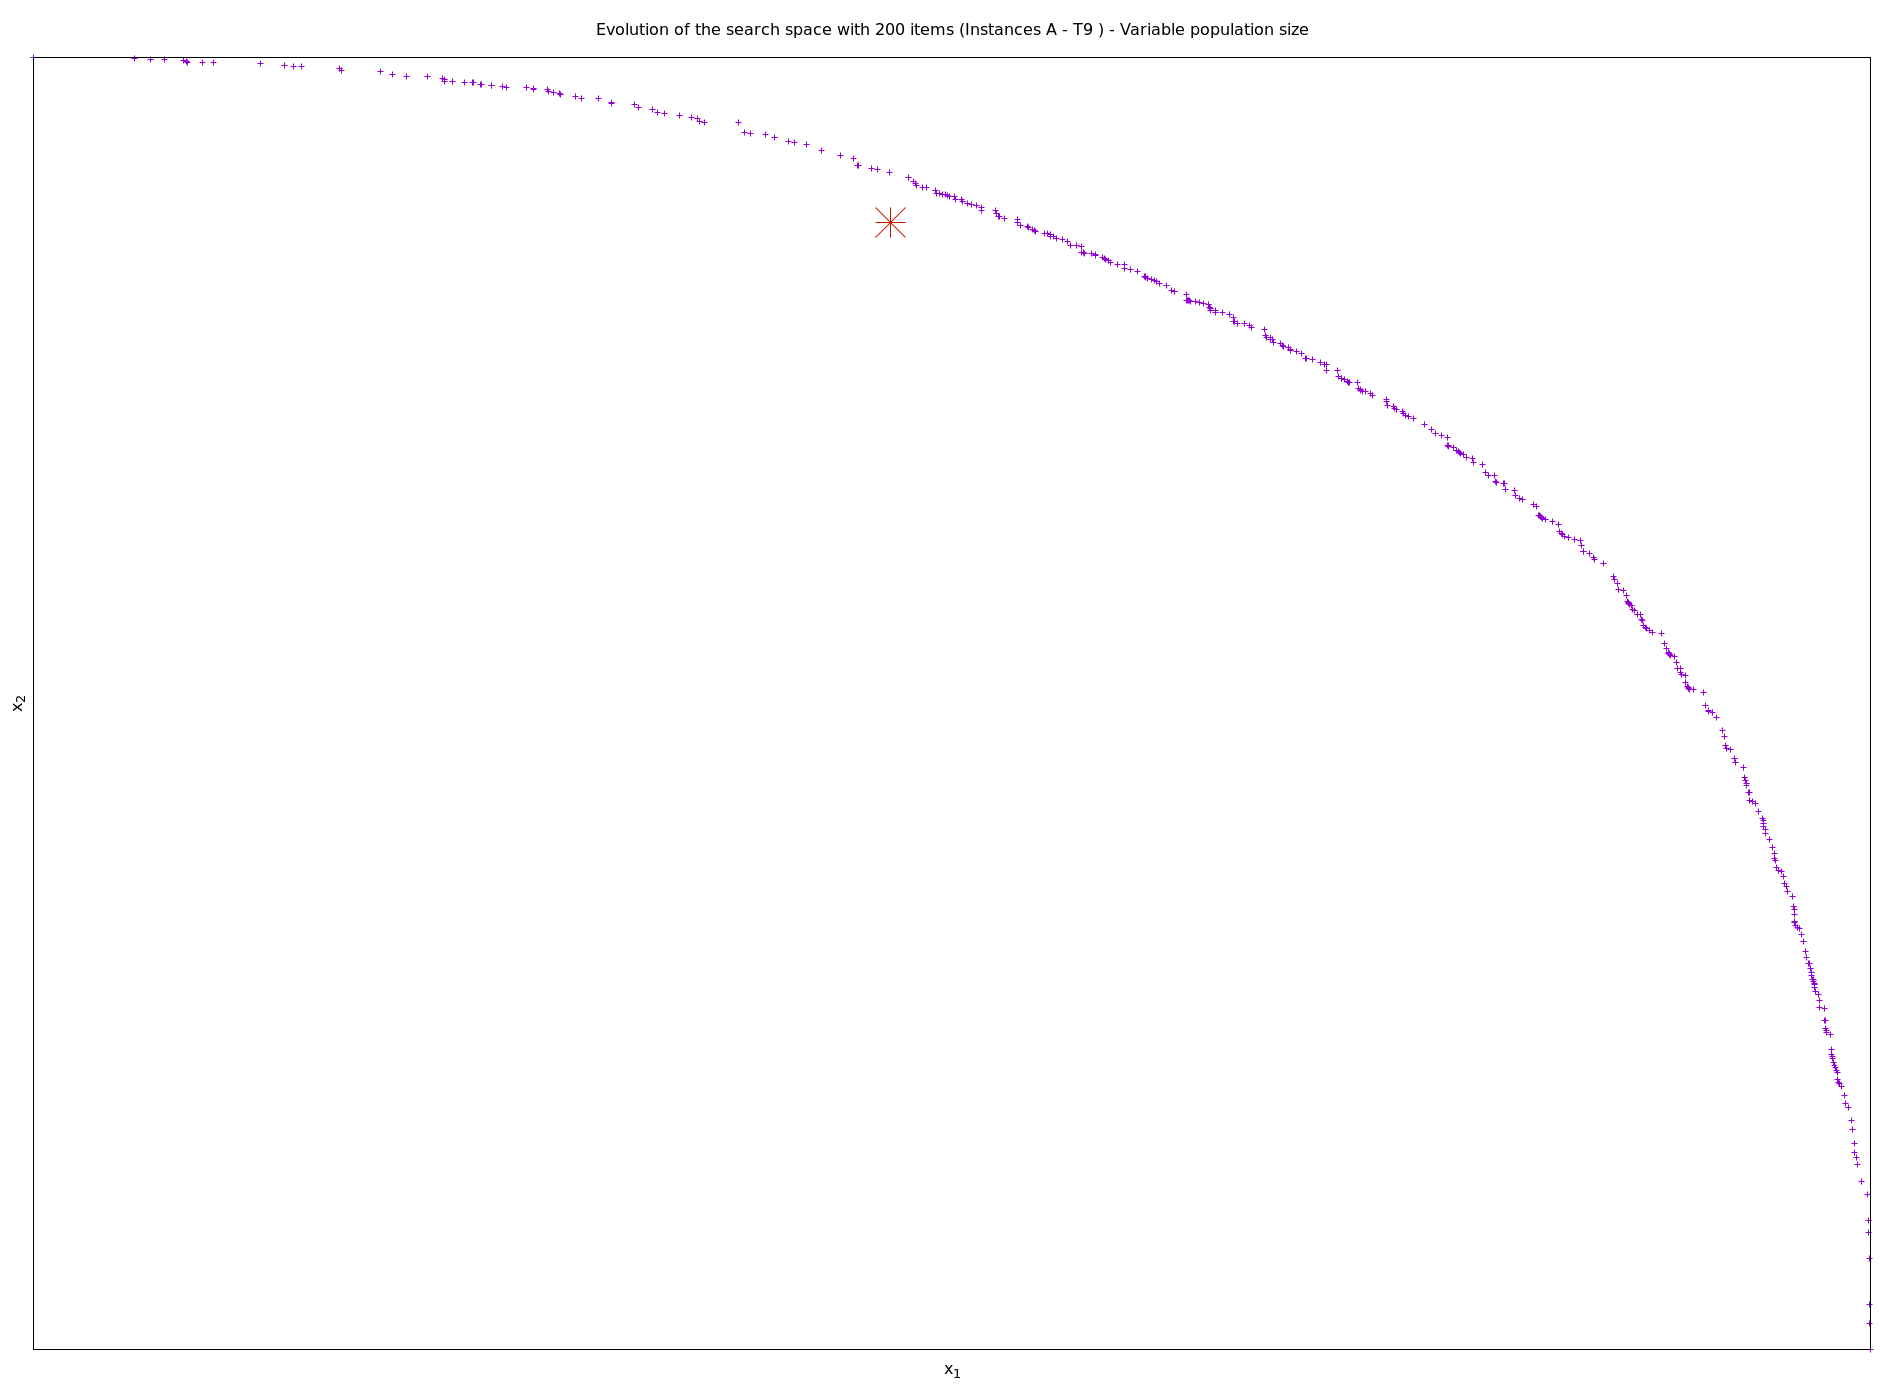 Evolution of the search space with 200 items (Instances A - T9 ) - Variable population size
x₂
x₁